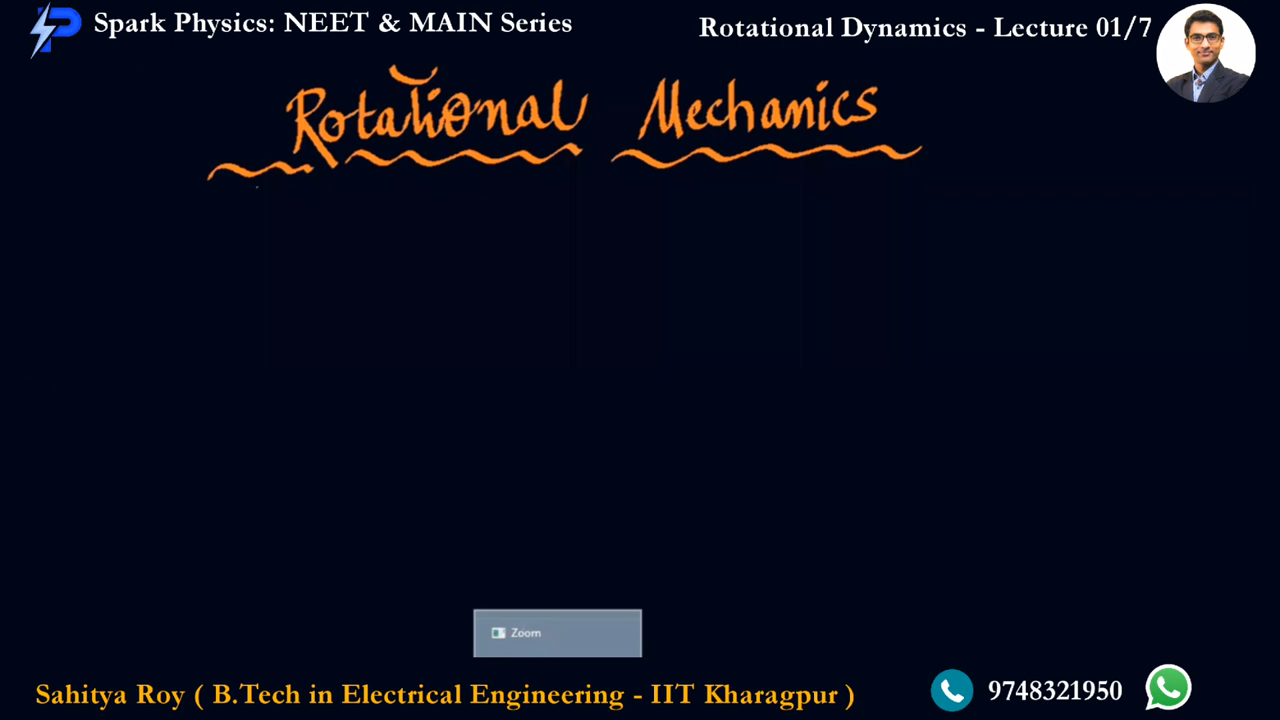 Spark Physics: NEET & MAIN Series
Rotational Dynamics - Lecture 01/7
Rotational Mechanics
Zoom
Sahitya Roy ( B.Tech in Electrical Engineering - IIT Kharagpur )
9748321950